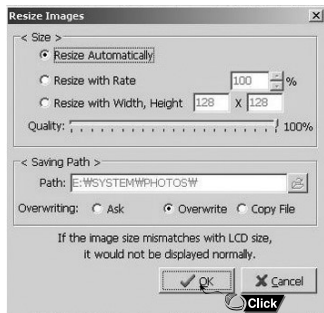 Resize Images
< Size >
Resize Automatically
Resize with Rate 100 %
Resize with Width, Height 128 X 128
Quality: 100%
< Saving Path >
Path: E:₩SYSTEM₩PHOTOS₩
Overwriting: Ask Overwrite Copy File
If the image size mismatches with LCD size,
it would not be displayed normally.
OK Cancel
Click